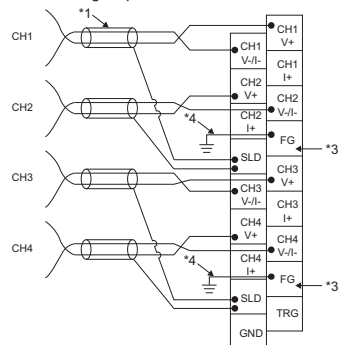 *1
CH1
CH2
CH3
CH4
*4
*4
CH1
V-/I-
CH2
V+
CH2
I+
SLD
CH3
V-/I-
CH4
V+
CH4
I+
SLD
GND
CH1
V+
CH1
I+
CH2
V-/I-
FG
CH3
V+
CH3
I+
CH4
V-/I-
FG
TRG
*3
*3